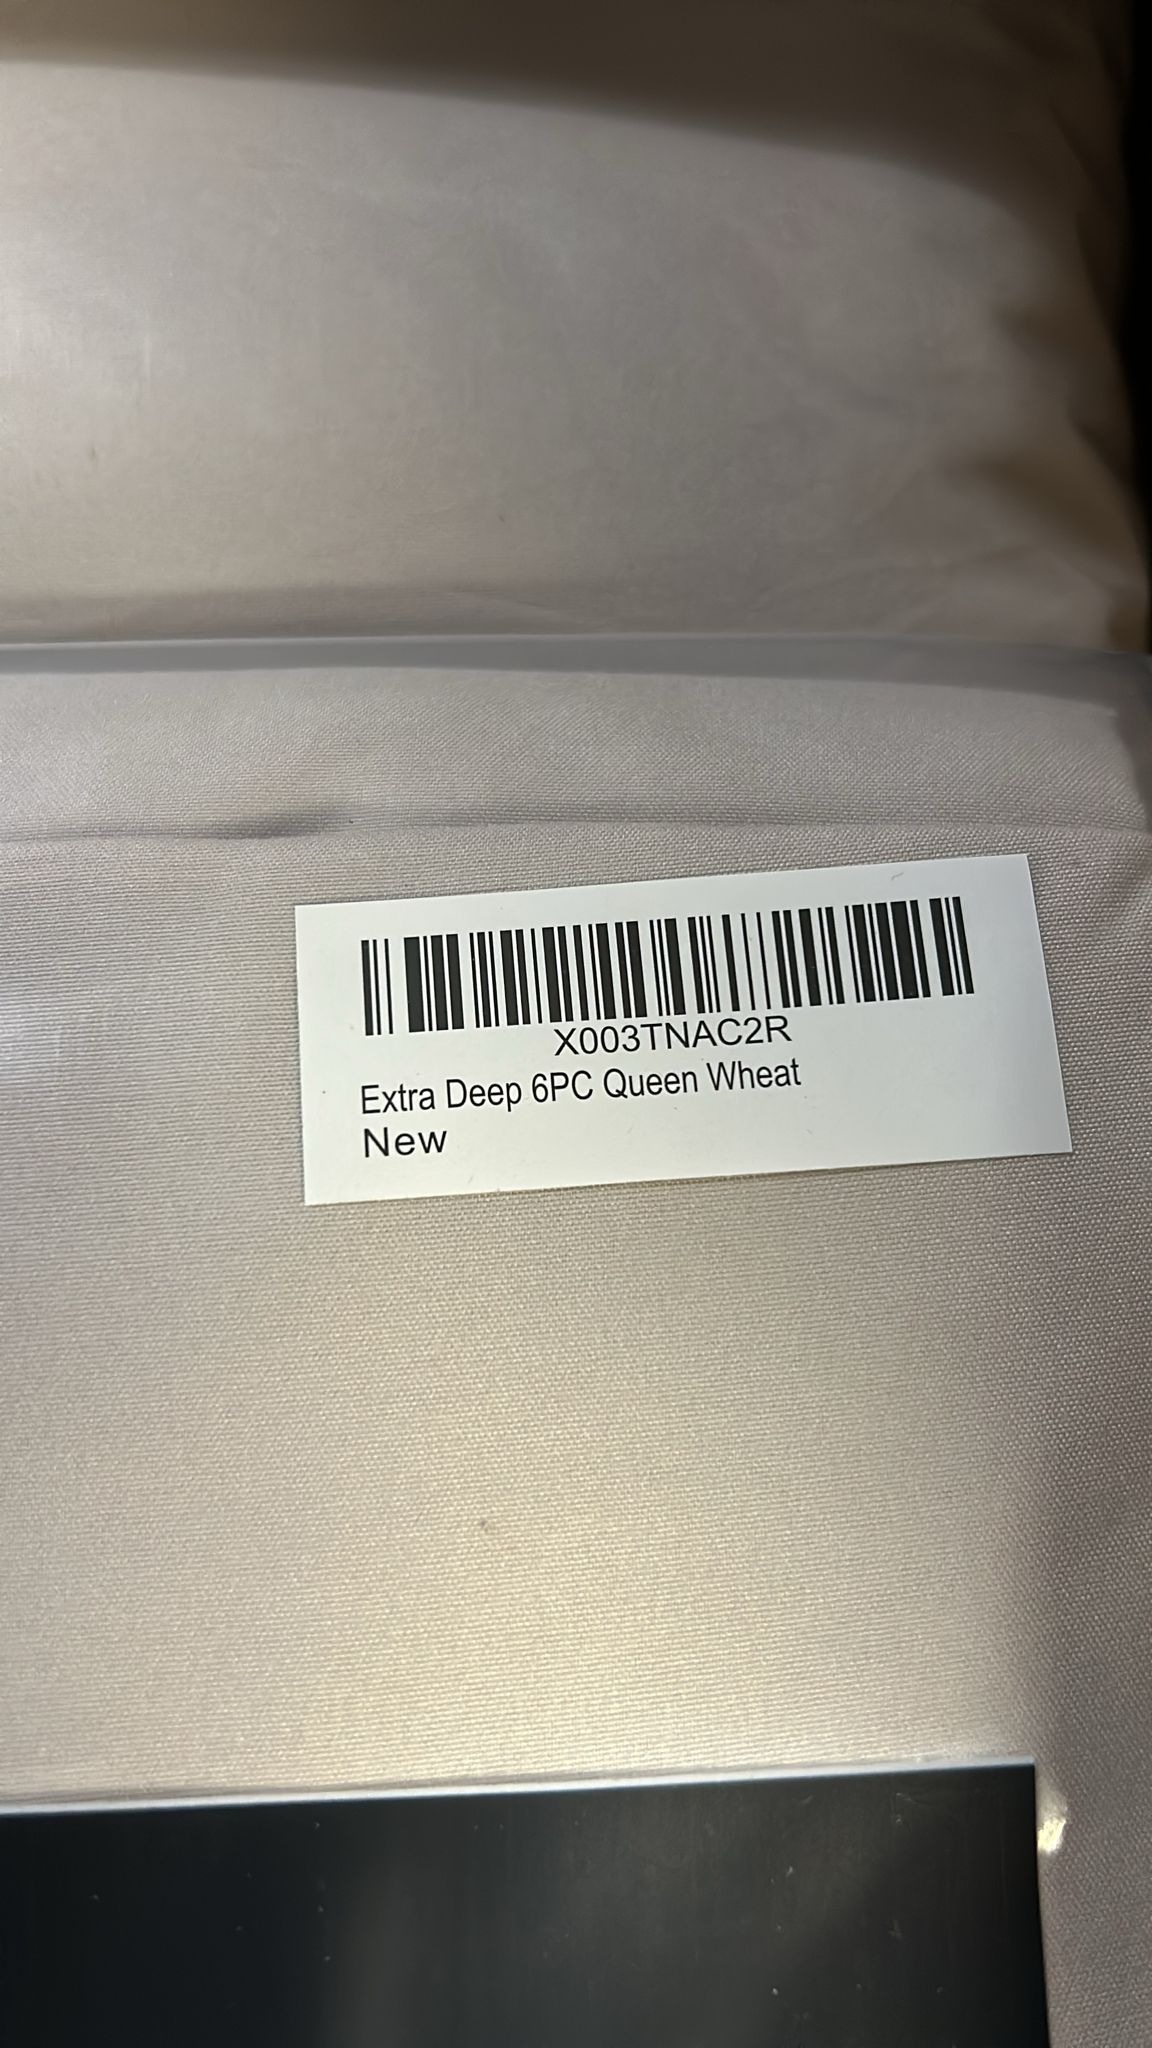 X003TNAC2R
Extra Deep 6PC Queen Wheat
New